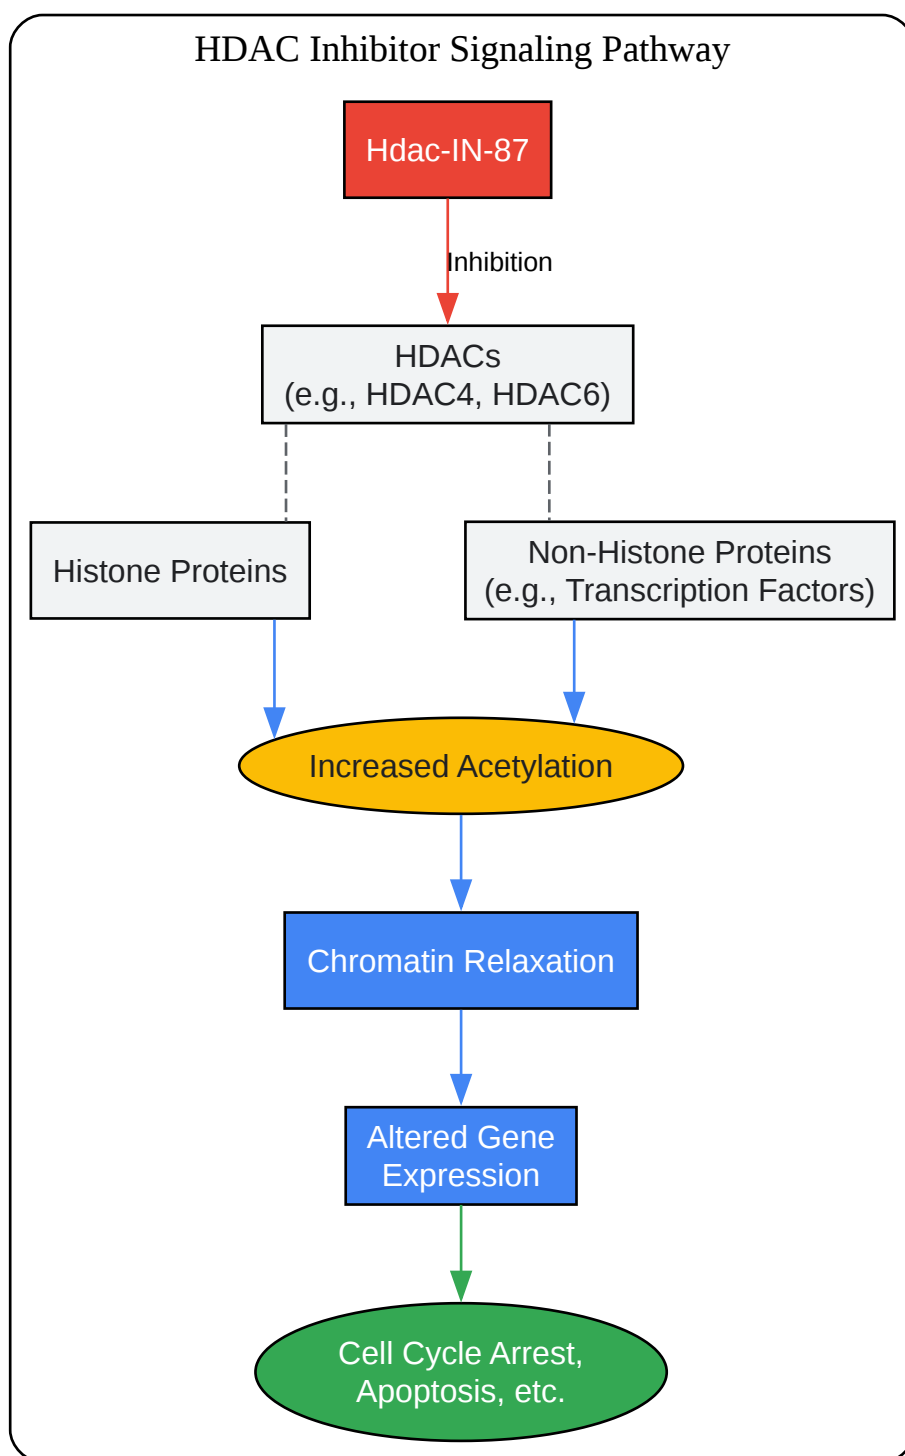 HDAC Inhibitor Signaling Pathway
Hdac-IN-87
Inhibition
HDACs
(e.g., HDAC4, HDAC6)
Histone Proteins
Non-Histone Proteins
(e.g., Transcription Factors)
Increased Acetylation
Chromatin Relaxation
Altered Gene
Expression
Cell Cycle Arrest,
Apoptosis, etc.